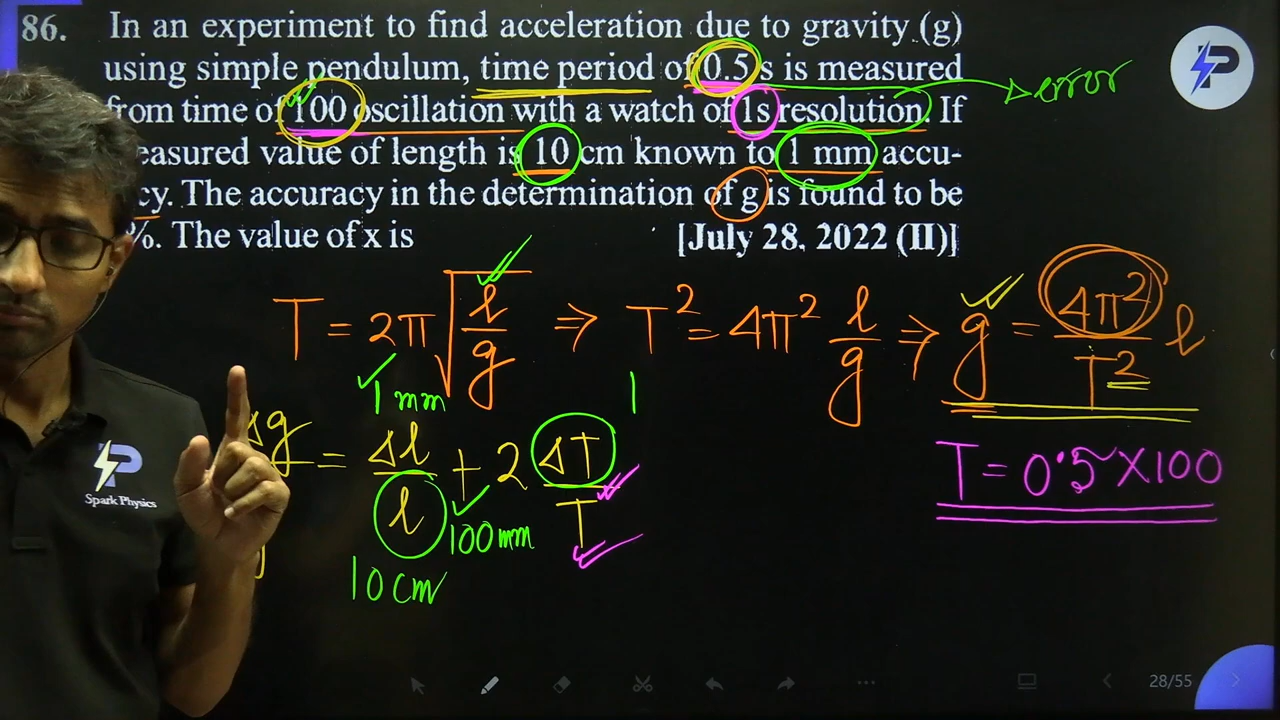 86. In an experiment to find acceleration due to gravity (g)
using simple pendulum, time period of 0.5 s is measured
from time of 100 oscillation with a watch of 1s resolution. If
easured value of length is 10 cm known to 1 mm accu-
cy. The accuracy in the determination of g is found to be
%. The value of x is [July 28, 2022 (II)]
error
T = 2π √(l/g) ⇒ T² = 4π² l/g ⇒ g = 4π²/T² l
1 mm
1
Δg/g = Δl/l + 2 ΔT/T
T = 0.5 X 100
100 mm
10 cm
P
Spark Physics
P
28/55